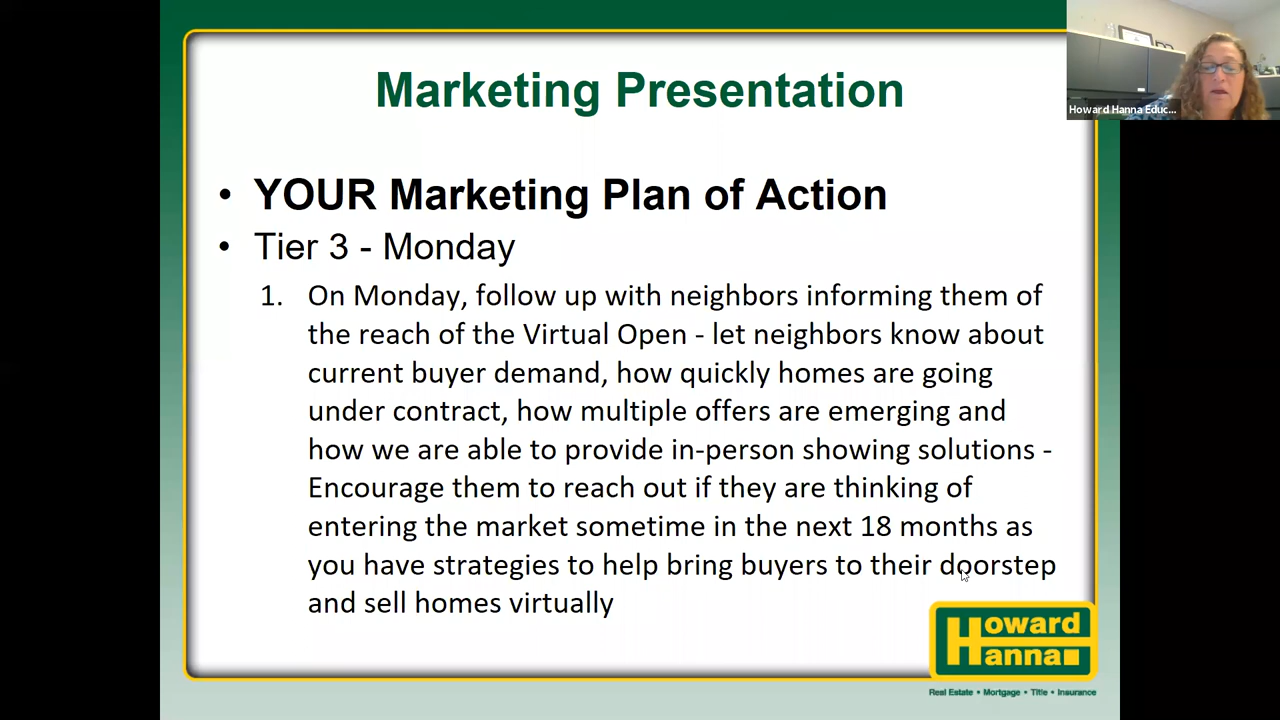 Marketing Presentation
Howard Hanna Educ...
• YOUR Marketing Plan of Action
• Tier 3 - Monday
1. On Monday, follow up with neighbors informing them of
the reach of the Virtual Open - let neighbors know about
current buyer demand, how quickly homes are going
under contract, how multiple offers are emerging and
how we are able to provide in-person showing solutions -
Encourage them to reach out if they are thinking of
entering the market sometime in the next 18 months as
you have strategies to help bring buyers to their doorstep
and sell homes virtually
Howard
Hanna
Real Estate • Mortgage • Title • Insurance